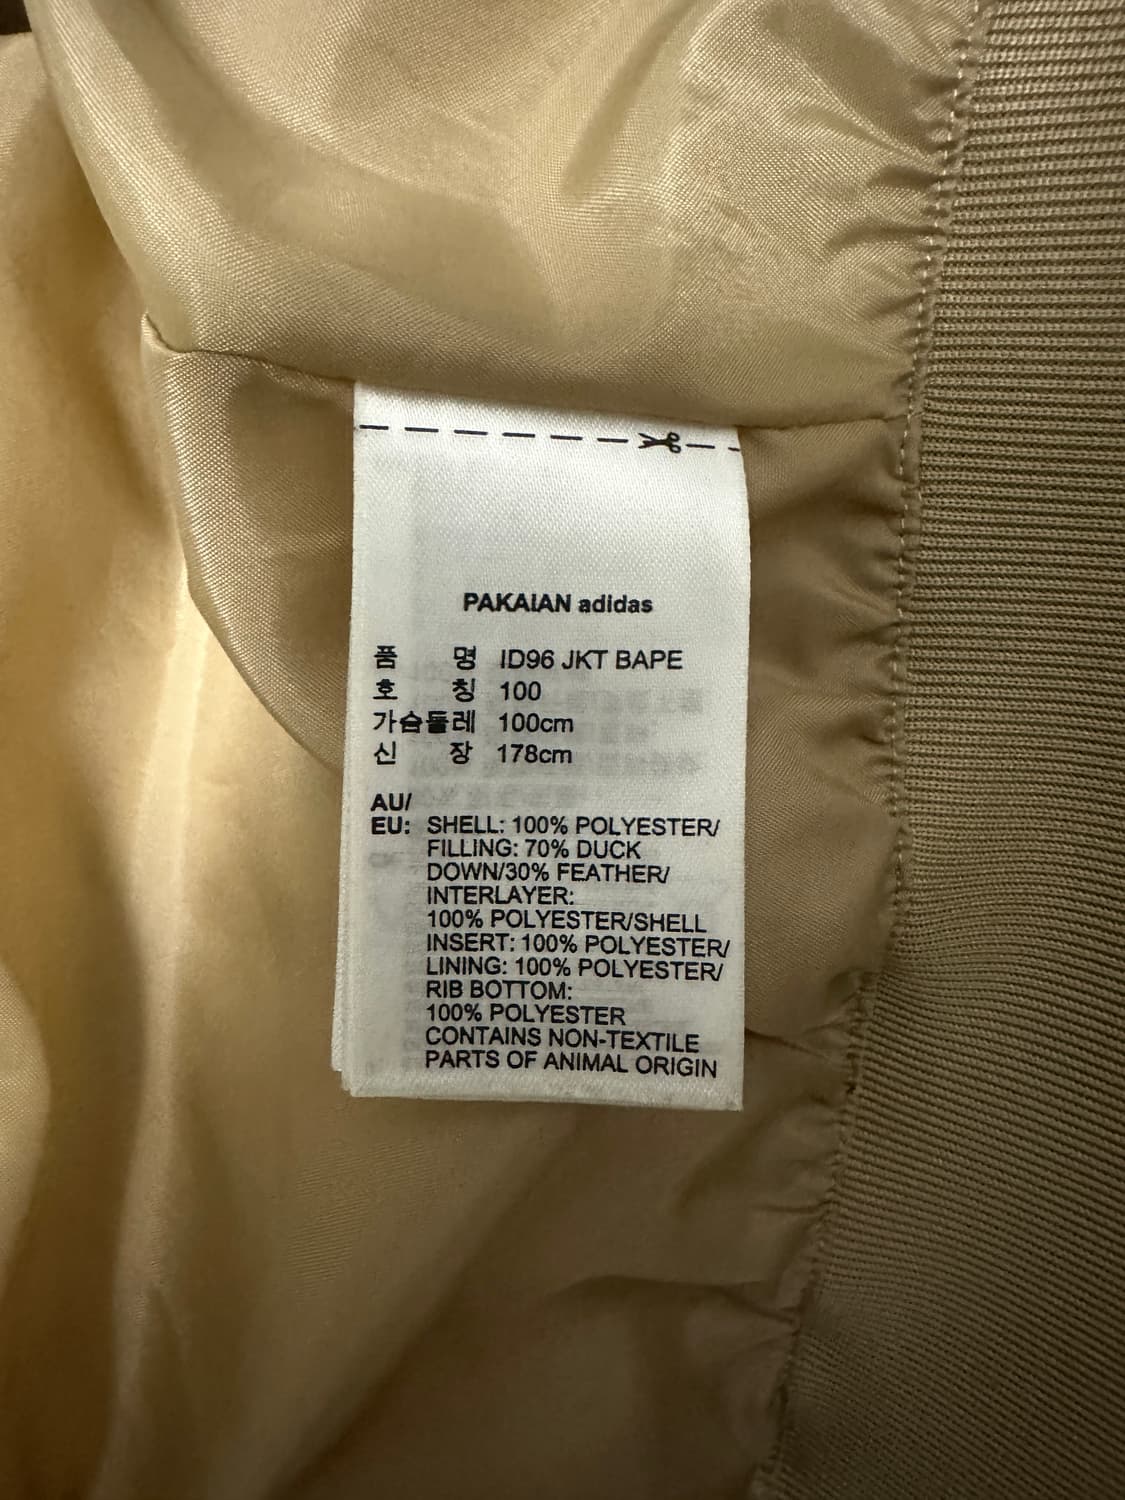 PAKAIAN adidas
품 명 ID96 JKT BAPE
호 칭 100
가슴둘레 100cm
신 장 178cm
AU/
EU: SHELL: 100% POLYESTER/
FILLING: 70% DUCK
DOWN/30% FEATHER/
INTERLAYER:
100% POLYESTER/SHELL
INSERT: 100% POLYESTER/
LINING: 100% POLYESTER/
RIB BOTTOM:
100% POLYESTER
CONTAINS NON-TEXTILE
PARTS OF ANIMAL ORIGIN